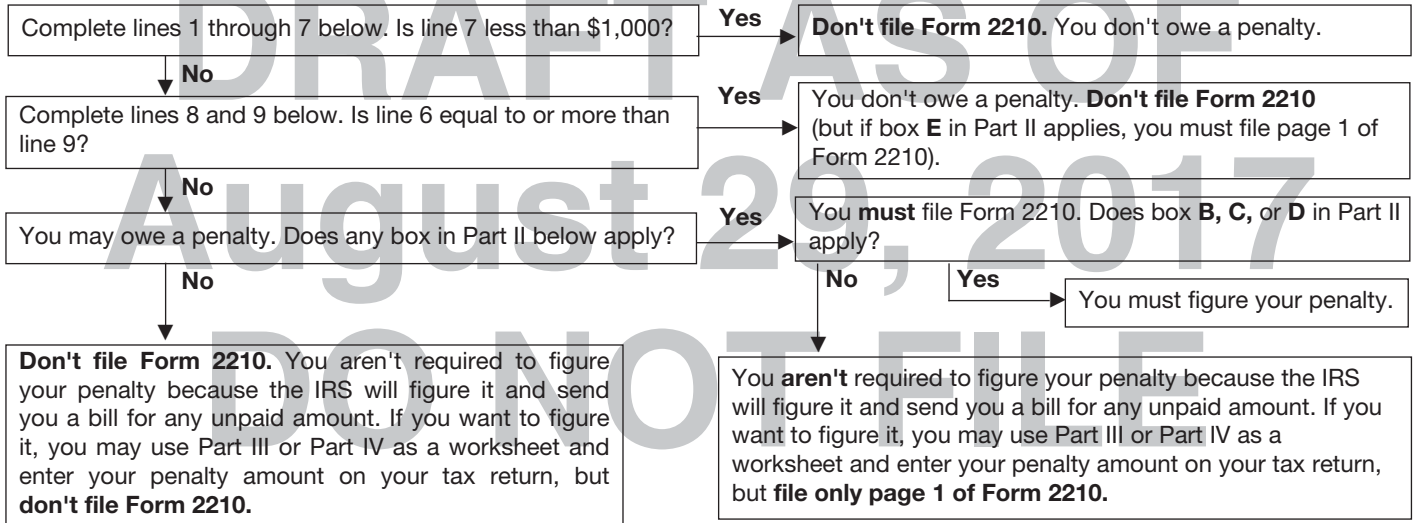 DRAFT AS OF
August 29, 2017
DO NOT FILE
Complete lines 1 through 7 below. Is line 7 less than $1,000?
Yes
Don't file Form 2210. You don't owe a penalty.
No
Complete lines 8 and 9 below. Is line 6 equal to or more than
line 9?
Yes
You don't owe a penalty. Don't file Form 2210
(but if box E in Part II applies, you must file page 1 of
Form 2210).
No
You may owe a penalty. Does any box in Part II below apply?
Yes
You must file Form 2210. Does box B, C, or D in Part II
apply?
No
No
Yes
You must figure your penalty.
Don't file Form 2210. You aren't required to figure
your penalty because the IRS will figure it and send
you a bill for any unpaid amount. If you want to figure
it, you may use Part III or Part IV as a worksheet and
enter your penalty amount on your tax return, but
don't file Form 2210.
You aren't required to figure your penalty because the IRS
will figure it and send you a bill for any unpaid amount. If you
want to figure it, you may use Part III or Part IV as a
worksheet and enter your penalty amount on your tax return,
but file only page 1 of Form 2210.